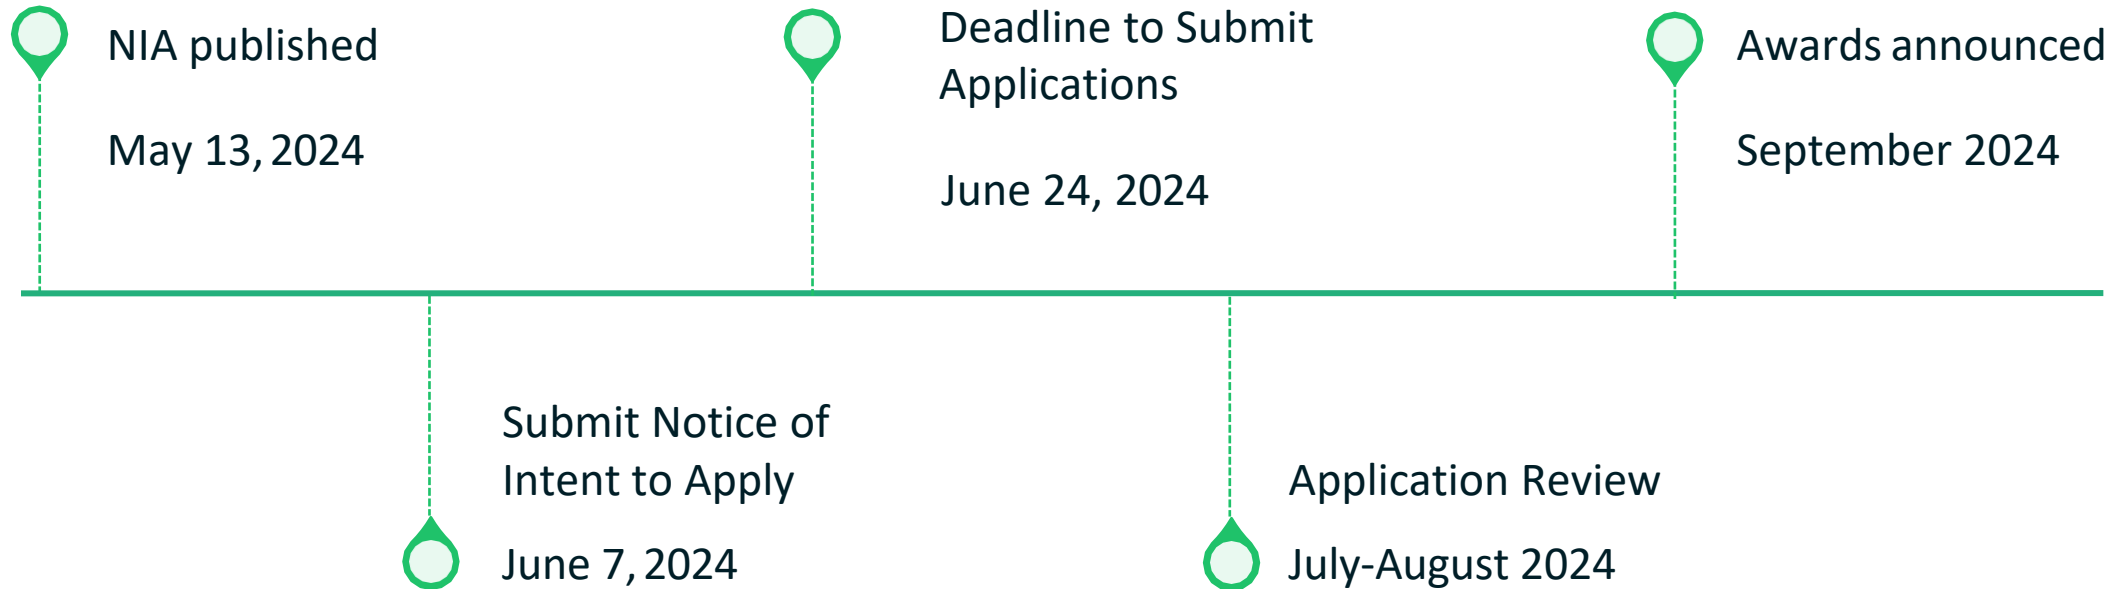 NIA published
May 13, 2024
Submit Notice of
Intent to Apply
June 7, 2024
Deadline to Submit
Applications
June 24, 2024
Application Review
July-August 2024
Awards announced
September 2024